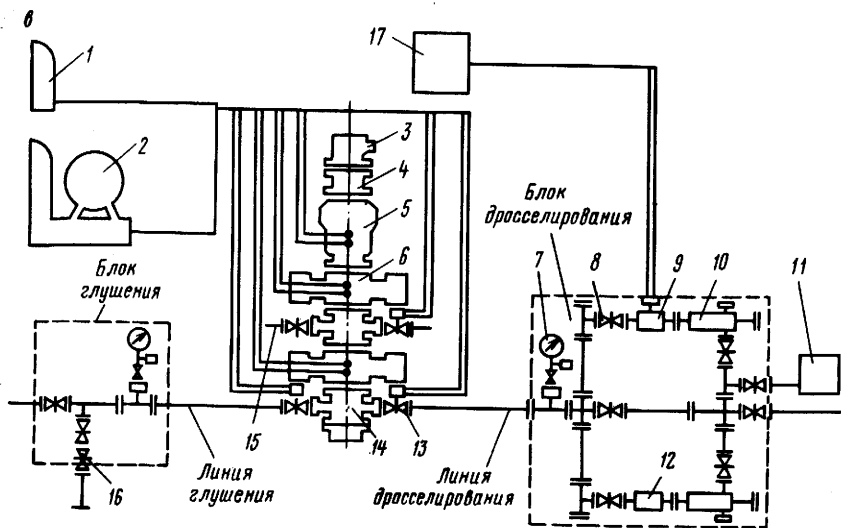 в
1
17
2
3
4
5
6
Блок
дросселирования
7
8
9
10
11
Блок
глушения
15
14
13
12
16
Линия
глушения
Линия
дросселирования